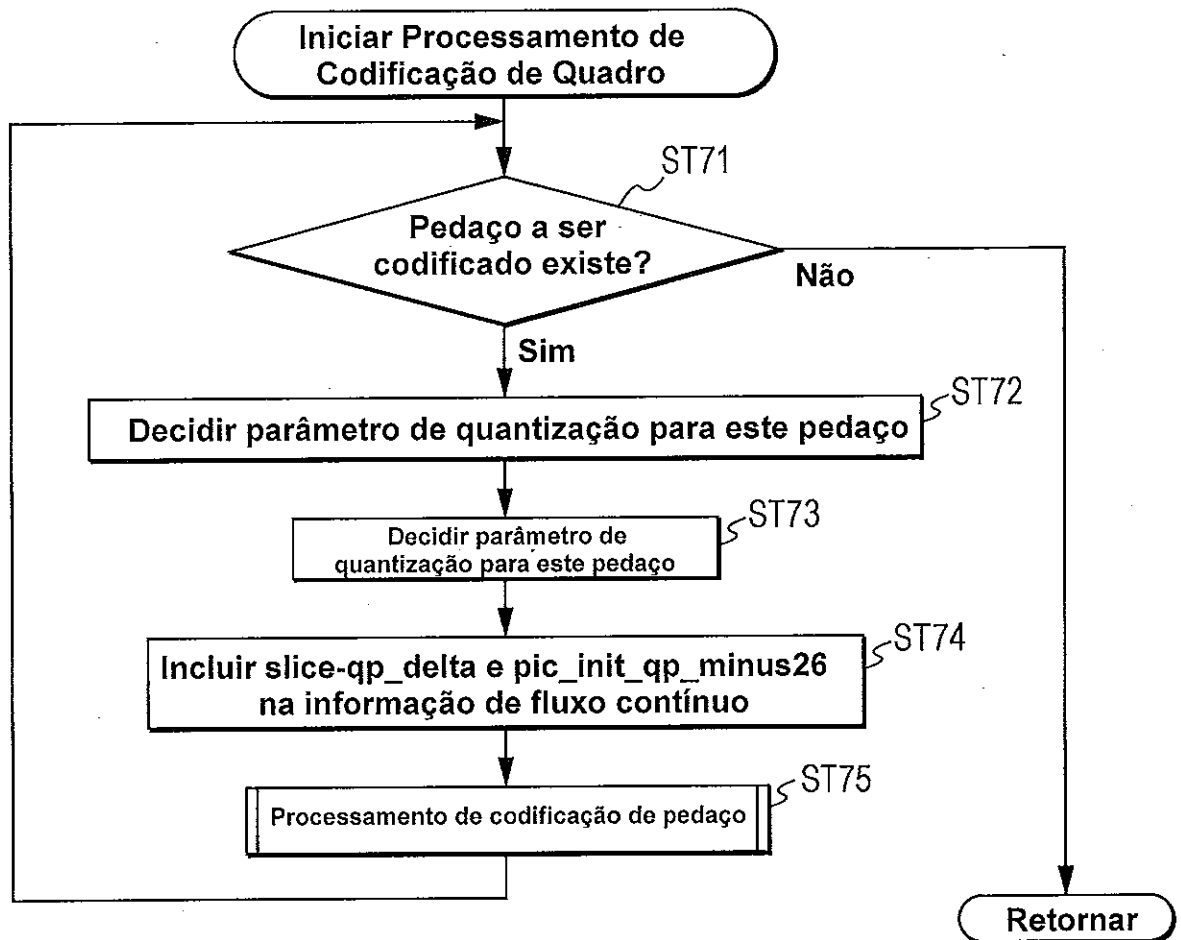 Iniciar Processamento de
Codificação de Quadro
ST71
Pedaço a ser
codificado existe?
Não
Sim
ST72
Decidir parâmetro de quantização para este pedaço
ST73
Decidir parâmetro de
quantização para este pedaço
ST74
Incluir slice-qp_delta e pic_init_qp_minus26
na informação de fluxo contínuo
ST75
Processamento de codificação de pedaço
Retornar